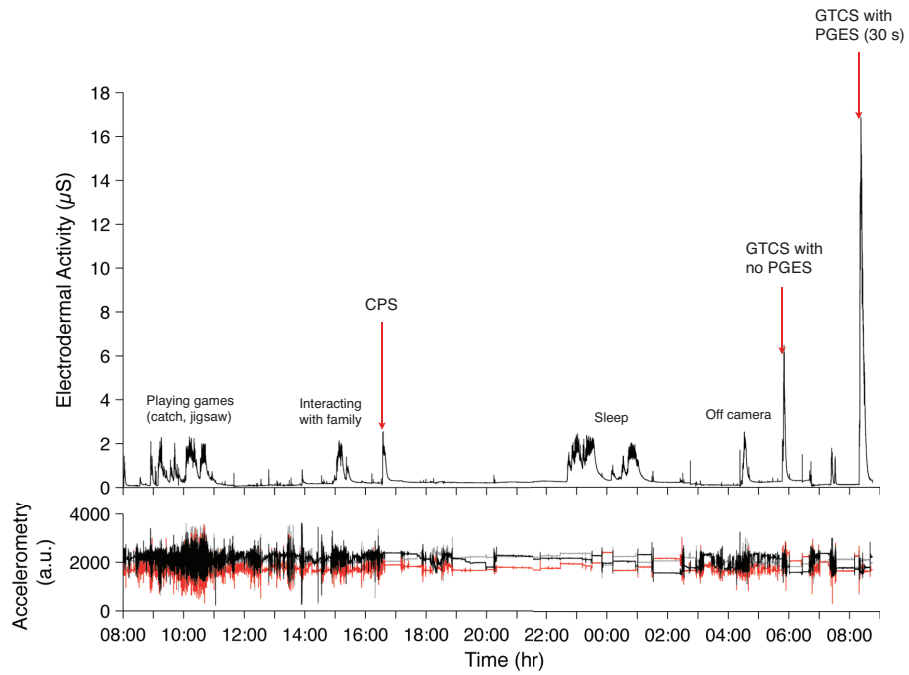 GTCS with
PGES (30 s)
18
16
14
12
10
8
6
4
2
0
Electrodermal Activity (µS)
GTCS with
no PGES
CPS
Playing games
(catch, jigsaw)
Interacting
with family
Sleep
Off camera
4000
2000
0
Accelerometry
(a.u.)
08:00 10:00 12:00 14:00 16:00 18:00 20:00 22:00 00:00 02:00 04:00 06:00 08:00
Time (hr)